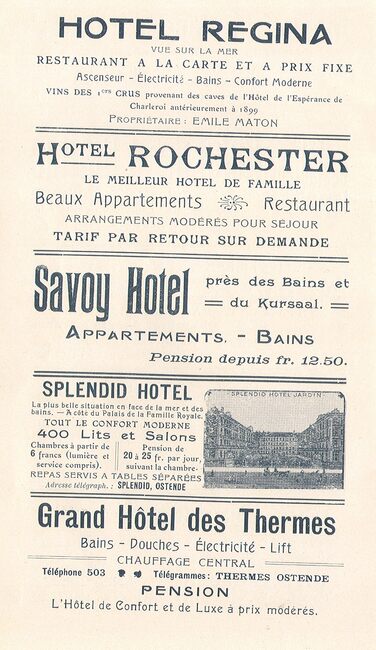 HOTEL REGINA
VUE SUR LA MER
RESTAURANT A LA CARTE ET A PRIX FIXE
Ascenseur - Électricité - Bains - Confort Moderne
VINS DES 1ers CRUS provenant des caves de l'Hôtel de l'Espérance de
Charleroi antérieurement à 1899
PROPRIÉTAIRE : EMILE MATON
HOTEL ROCHESTER
LE MEILLEUR HOTEL DE FAMILLE
Beaux Appartements Restaurant
ARRANGEMENTS MODÉRÉS POUR SÉJOUR
TARIF PAR RETOUR SUR DEMANDE
Savoy Hotel
près des Bains et
du Kursaal.
APPARTEMENTS. - BAINS
Pension depuis fr. 12.50.
SPLENDID HOTEL
La plus belle situation en face de la mer et des
bains. — A côté du Palais de la Famille Royale.
TOUT LE CONFORT MODERNE
400 Lits et Salons
Chambres à partir de
6 francs (lumière et
service compris).
Pension de
20 à 25 fr. par jour,
suivant la chambre.
REPAS SERVIS A TABLES SÉPARÉES
Adresse télégraph. : SPLENDID, OSTENDE
SPLENDID HOTEL JARDIN
Grand Hôtel des Thermes
Bains - Douches - Électricité - Lift
CHAUFFAGE CENTRAL
Téléphone 503 Télégrammes: THERMES OSTENDE
PENSION
L'Hôtel de Confort et de Luxe à prix modérés.